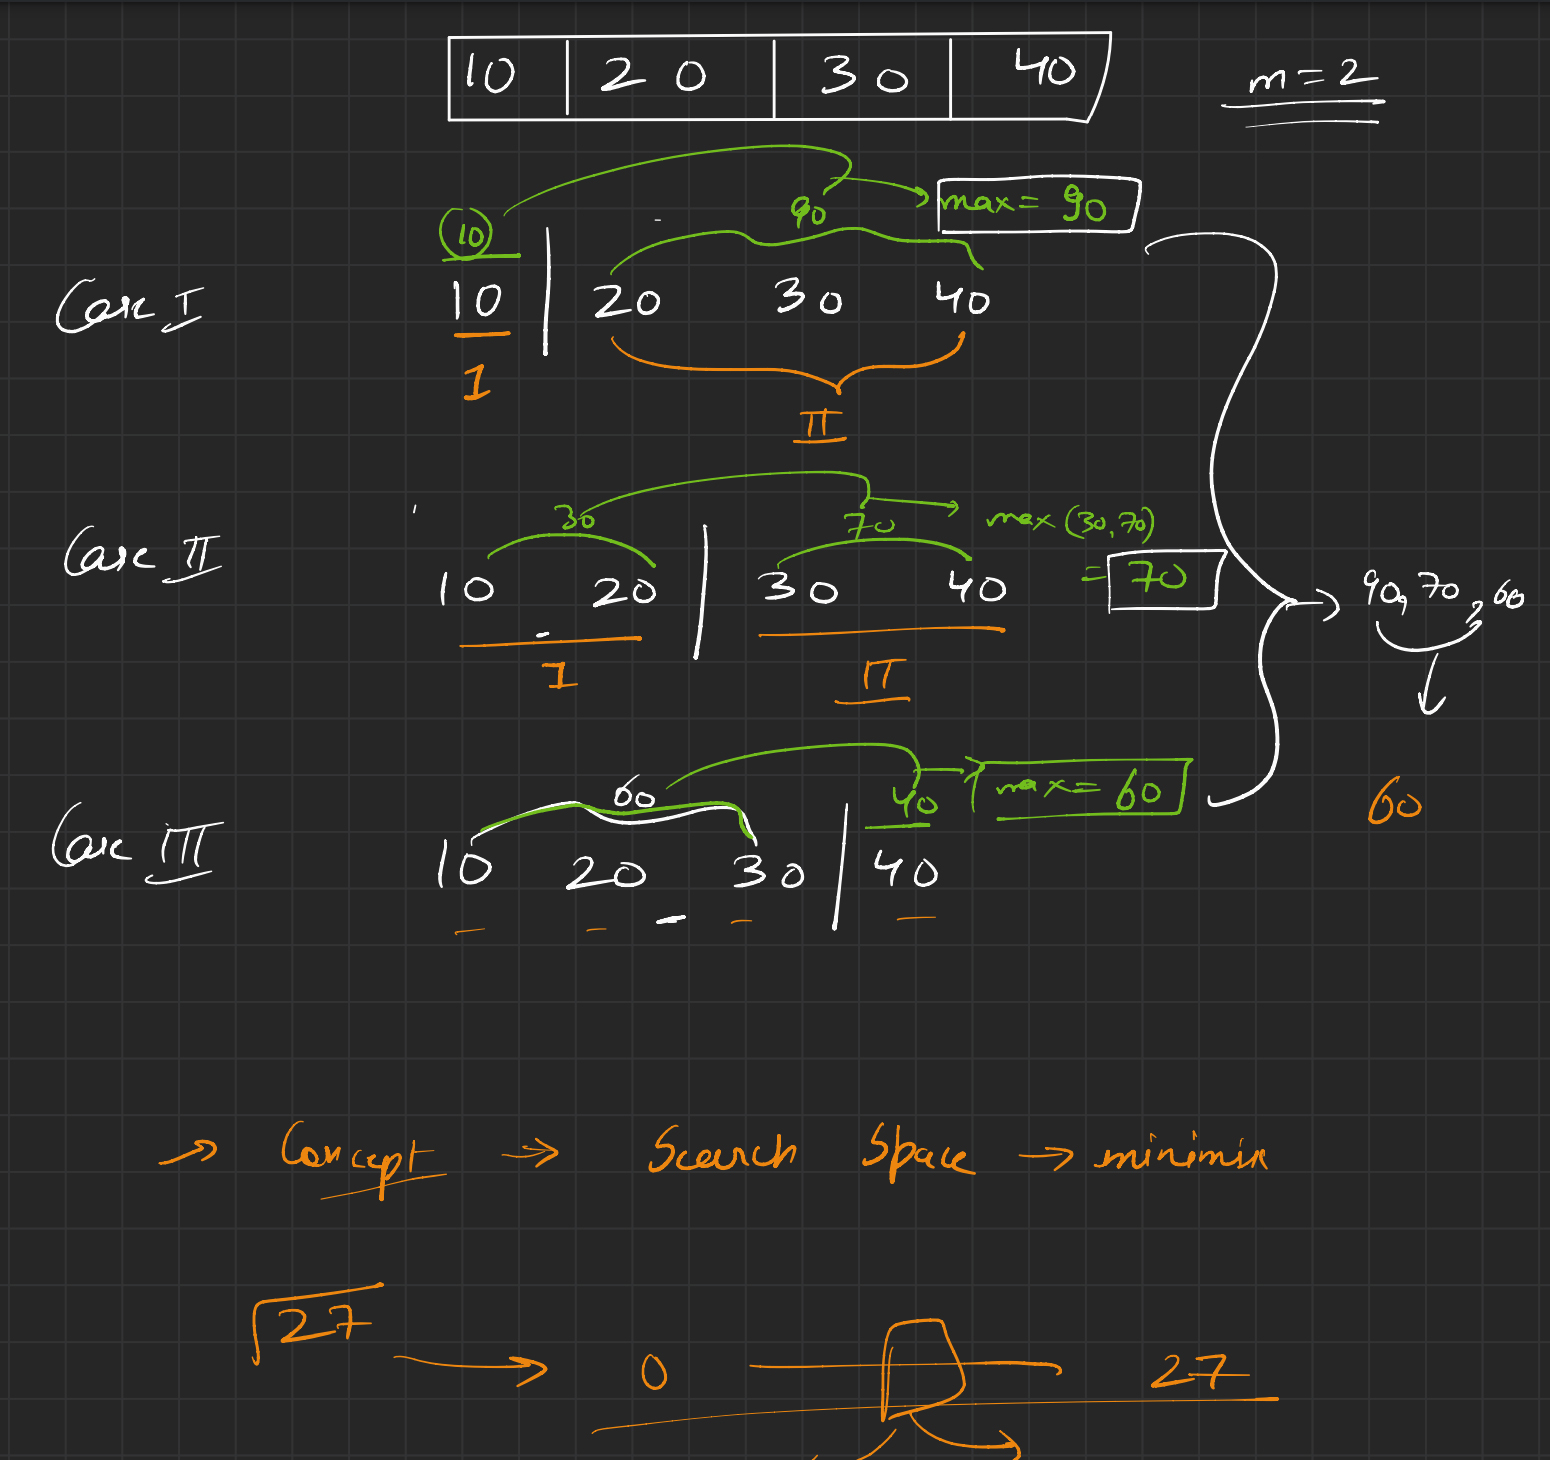 10 20 30 40 m = 2
90 max = 90
10
Case I 10 20 30 40
I
II
30 70 max (30,70)
= 70
Case II 10 20 30 40 90, 70, 60
I II
60 40 max = 60 60
Case III 10 20 30 40
→ Concept → Search Space → minimin
√27 → 0 27